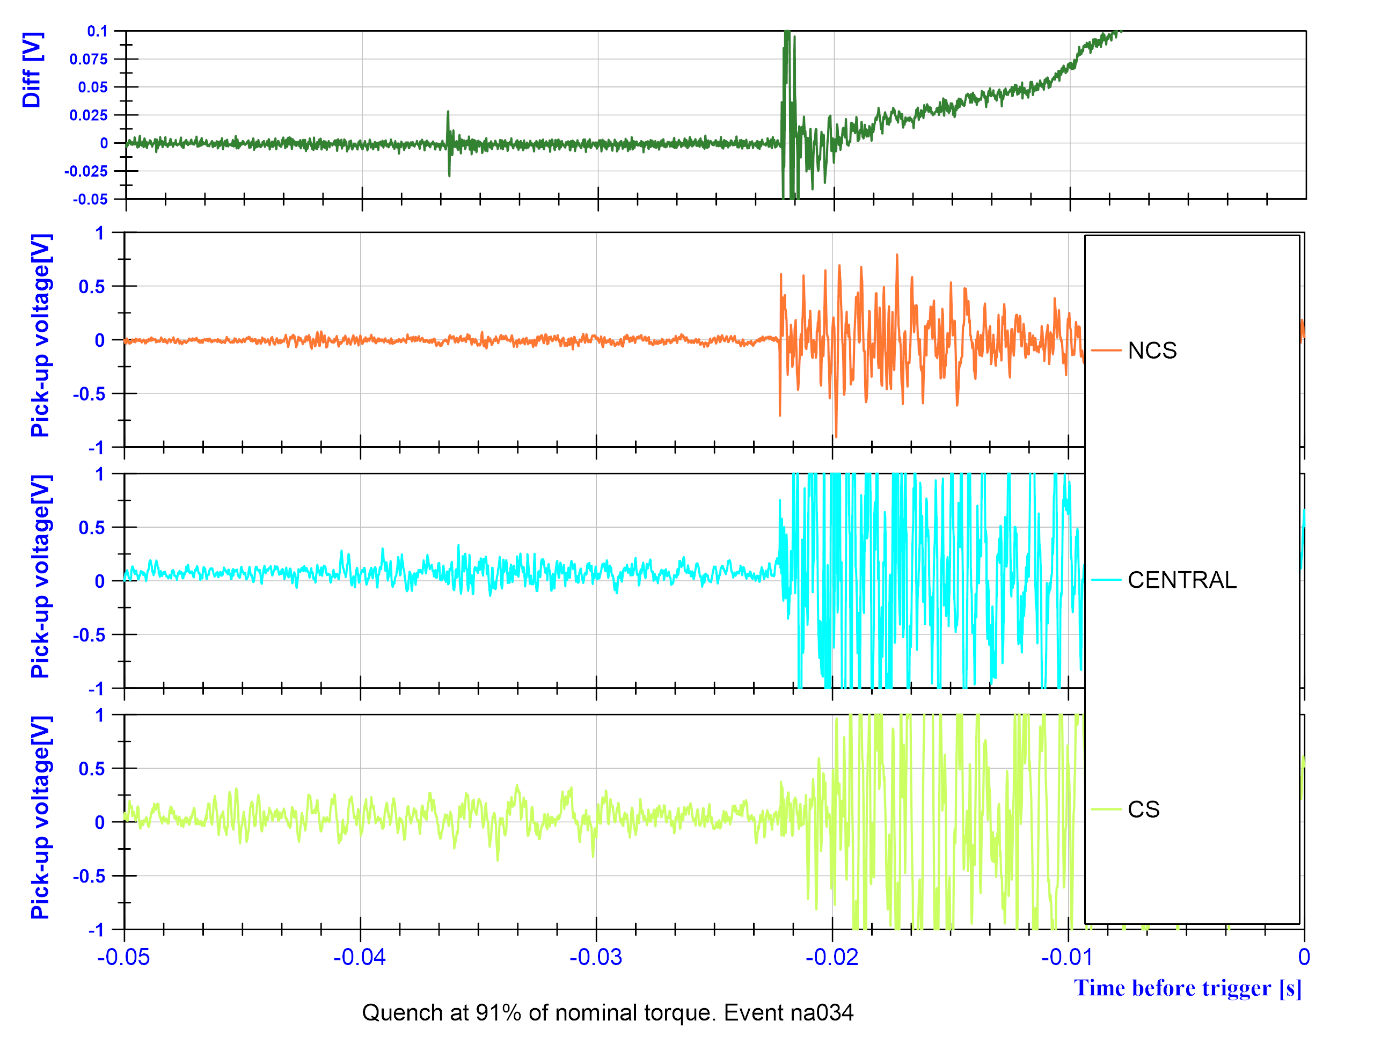 Diff [V]
0.1
0.075
0.05
0.025
0
-0.025
-0.05
Pick-up voltage[V]
1
0.5
0
-0.5
-1
NCS
Pick-up voltage[V]
1
0.5
0
-0.5
-1
CENTRAL
Pick-up voltage[V]
1
0.5
0
-0.5
-1
CS
-0.05 -0.04 -0.03 -0.02 -0.01 0
Time before trigger [s]
Quench at 91% of nominal torque. Event na034